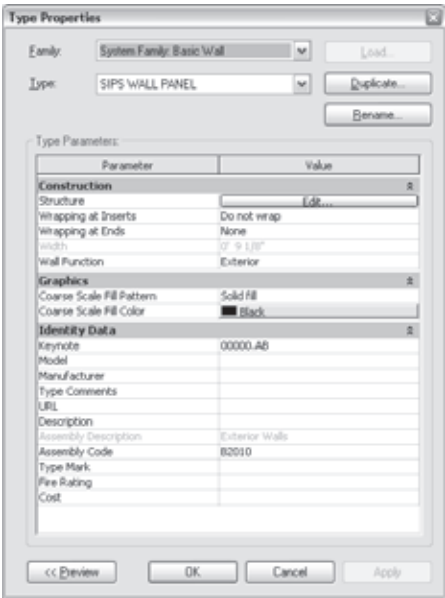 Type Properties
Family: System Family: Basic Wall Load...
Type: SIPS WALL PANEL Duplicate...
Rename...
Type Parameters:
Parameter Value
Construction
Structure Edit...
Wrapping at Inserts Do not wrap
Wrapping at Ends None
Width 0' 9 1/8"
Wall Function Exterior
Graphics
Coarse Scale Fill Pattern Solid fill
Coarse Scale Fill Color Black
Identity Data
Keynote 00000.AB
Model
Manufacturer
Type Comments
URL
Description
Assembly Description Exterior Walls
Assembly Code B2010
Type Mark
Fire Rating
Cost
<< Preview OK Cancel Apply